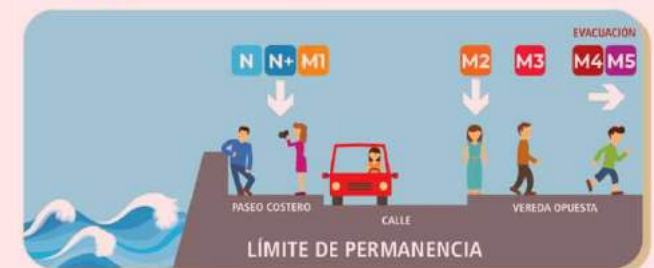 EVACUACIÓN
N N+ M1 M2 M3 M4 M5
PASEO COSTERO
CALLE
VEREDA OPUESTA
LÍMITE DE PERMANENCIA